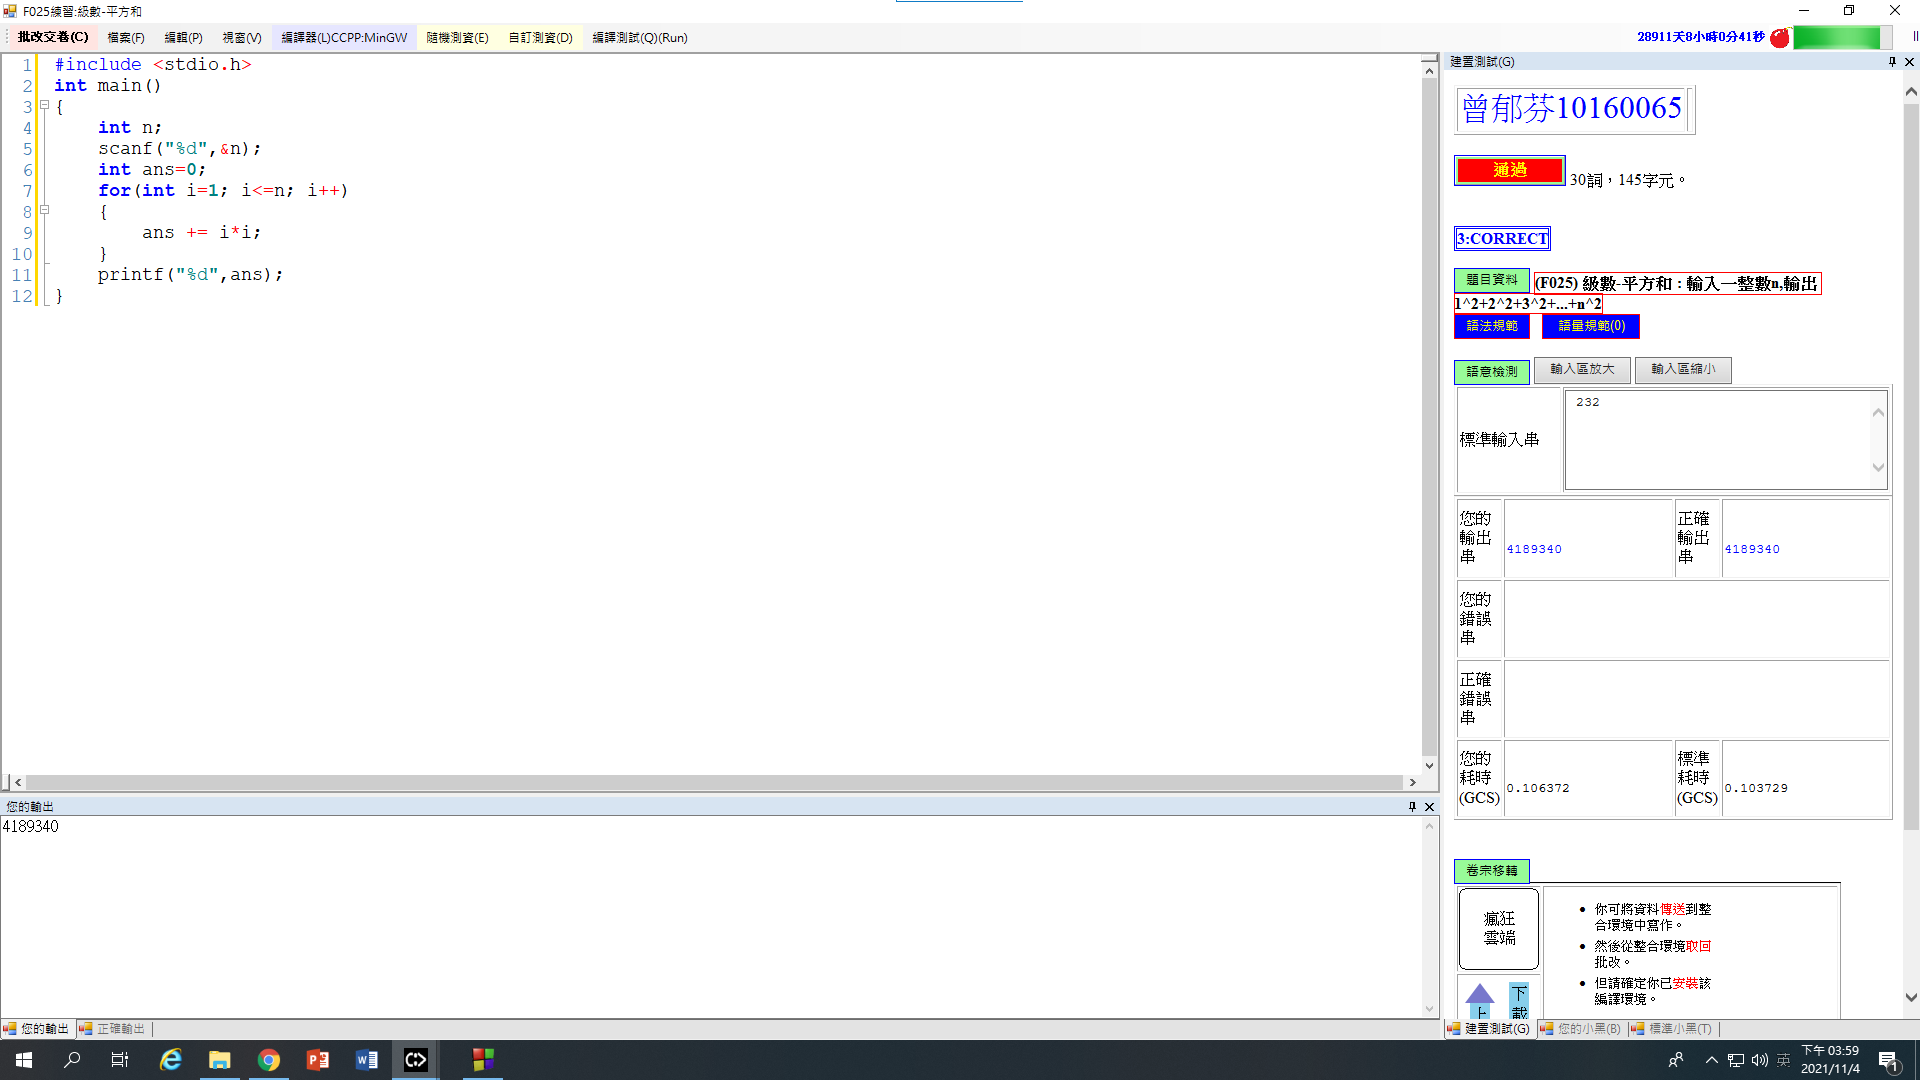 F025練習:級數-平方和
批改交卷(C) 檔案(F) 編輯(P) 視窗(V) 編譯器(L)CCPP:MinGW 隨機測資(E) 自訂測資(D) 編譯測試(Q)(Run) 28911天8小時0分41秒
1 #include <stdio.h>
2 int main()
3 {
4 int n;
5 scanf("%d",&n);
6 int ans=0;
7 for(int i=1; i<=n; i++)
8 {
9 ans += i*i;
10 }
11 printf("%d",ans);
12 }
您的輸出
4189340
您的輸出 正確輸出
建置測試(G)
曾郁芬10160065
通過 30詞，145字元。
3:CORRECT
題目資料 (F025) 級數-平方和 : 輸入一整數n,輸出
1^2+2^2+3^2+...+n^2
語法規範 語量規範(0)
語意檢測 輸入區放大 輸入區縮小
標準輸入串 232
您的
輸出
串
4189340
正確
輸出
串
4189340
您的
錯誤
串
正確
錯誤
串
您的
耗時
(GCS)
0.106372
標準
耗時
(GCS)
0.103729
卷宗移轉
瘋狂
雲端
上
下
載
你可將資料傳送到整
合環境中寫作。
然後從整合環境取回
批改。
但請確定你已安裝該
編譯環境。
建置測試(G) 您的小黑(B) 標準小黑(T)
英
下午 03:59
2021/11/4
1